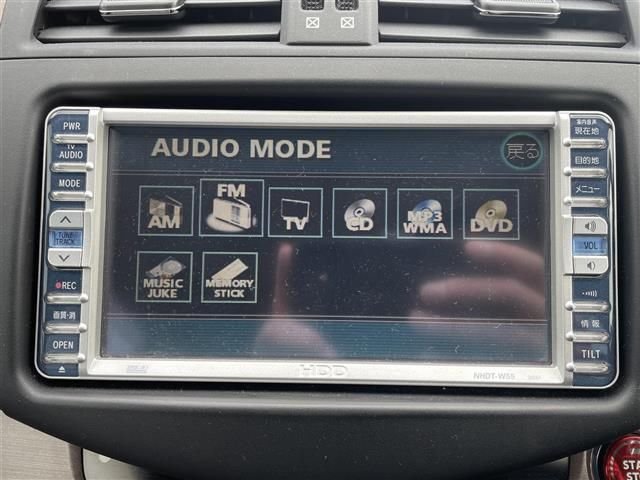 PWR
TV
AUDIO
MODE
TUNE
TRACK
●REC
画質・消
OPEN
AUDIO MODE
戻る
AM
FM
TV
CD
MP3
WMA
DVD
MUSIC
JUKE
MEMORY
STICK
HDD
NHDT-W55
案内音声
現在地
目的地
メニュー
VOL
情報
TILT
STA